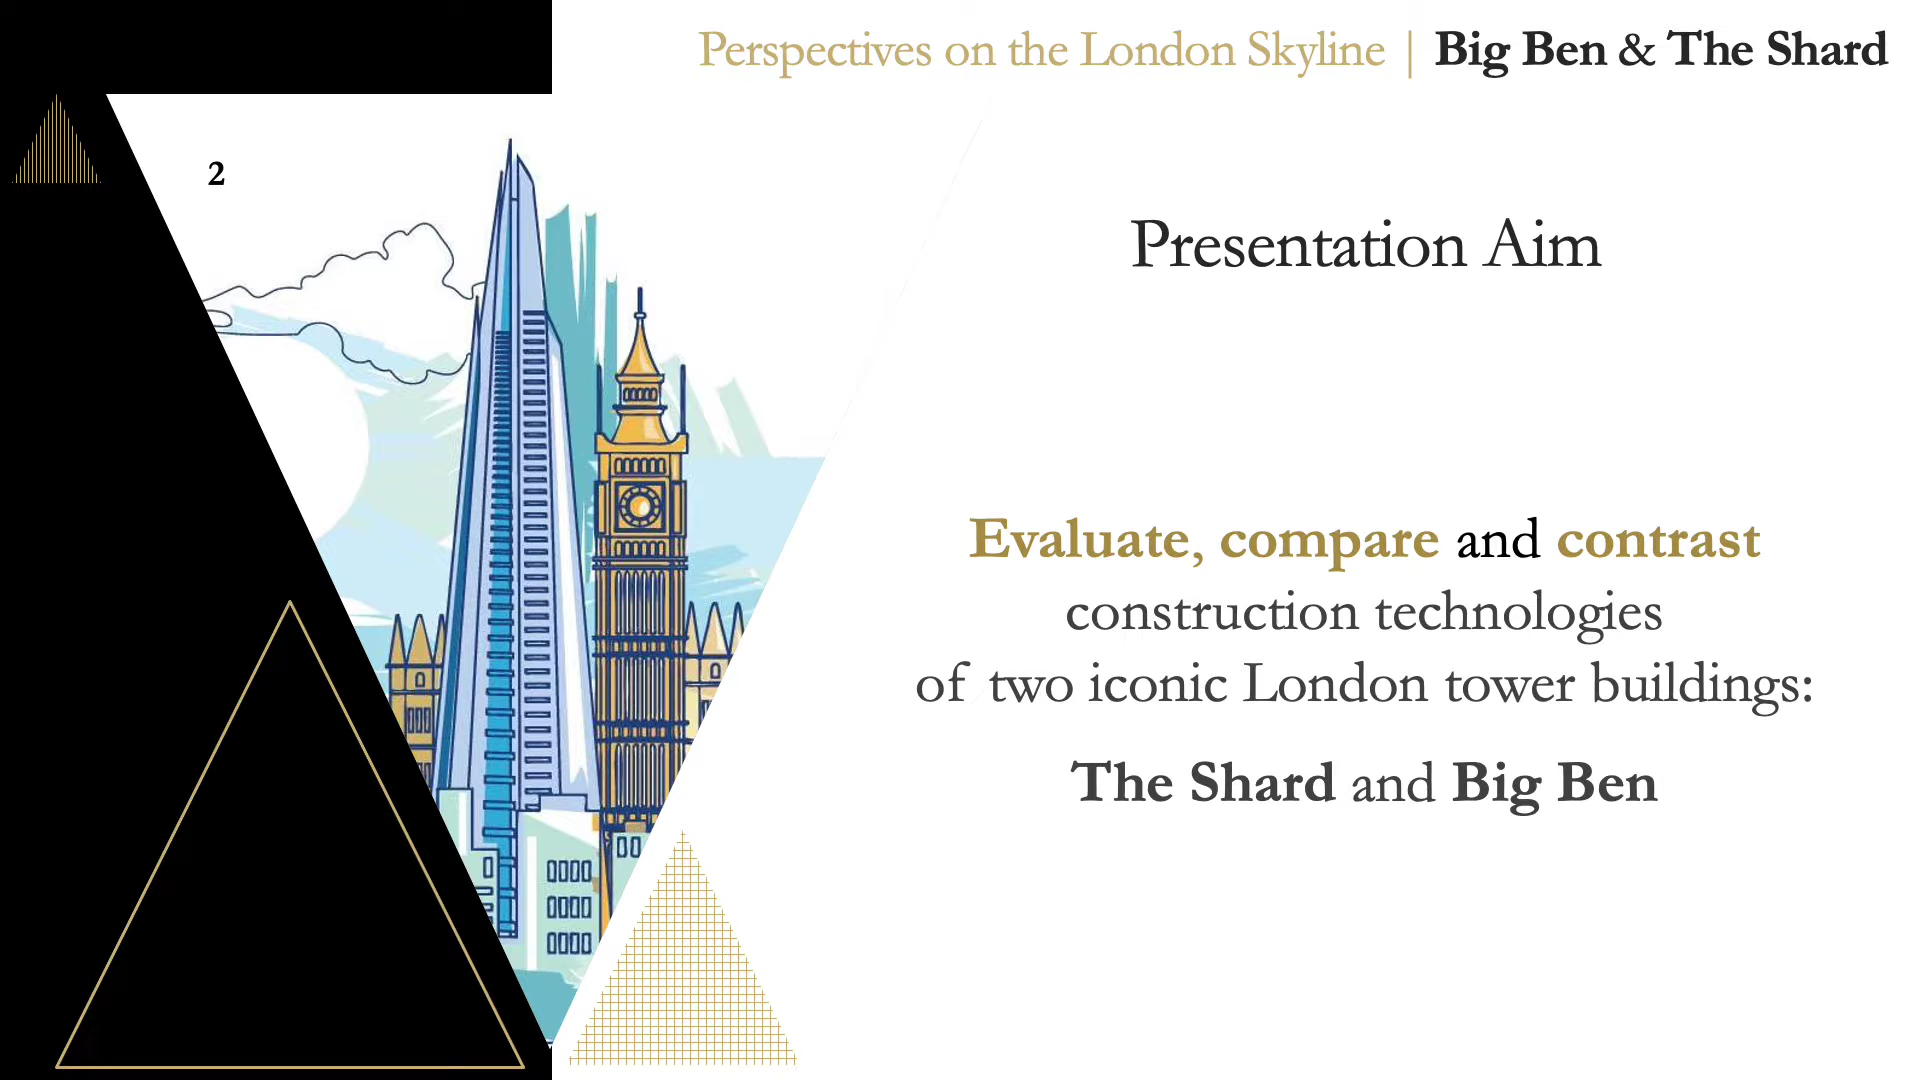 Perspectives on the London Skyline | Big Ben & The Shard
2
Presentation Aim
Evaluate, compare and contrast
construction technologies
of two iconic London tower buildings:
The Shard and Big Ben